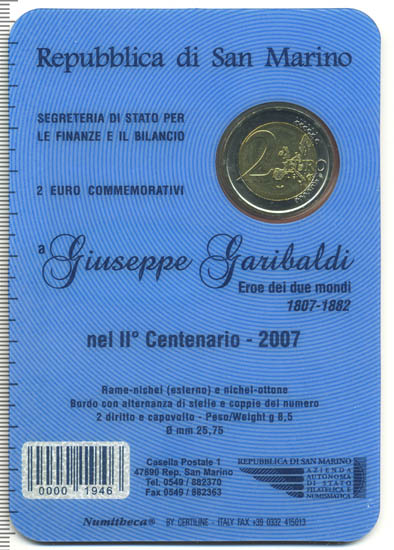 Repubblica di San Marino
SEGRETERIA DI STATO PER
LE FINANZE E IL BILANCIO
2 EURO COMMEMORATIVI
2 EURO
a Giuseppe Garibaldi
Eroe dei due mondi
1807-1882
nel II° Centenario - 2007
Rame-nichel (esterno) e nichel-ottone
Bordo con alternanza di stelle e coppie del numero
2 diritto e capovolto - Peso/Weight g 8,5
Ø mm 25,75
0000 1946
Casella Postale 1
47890 Rep. San Marino
Tel. 0549 / 882370
Fax 0549 / 882363
REPUBBLICA DI SAN MARINO
AZIENDA
AUTONOMA
DI STATO
FILATELICA E
NUMISMATICA
Numitheca® BY CERTILINE - ITALY FAX +39 0332 415013